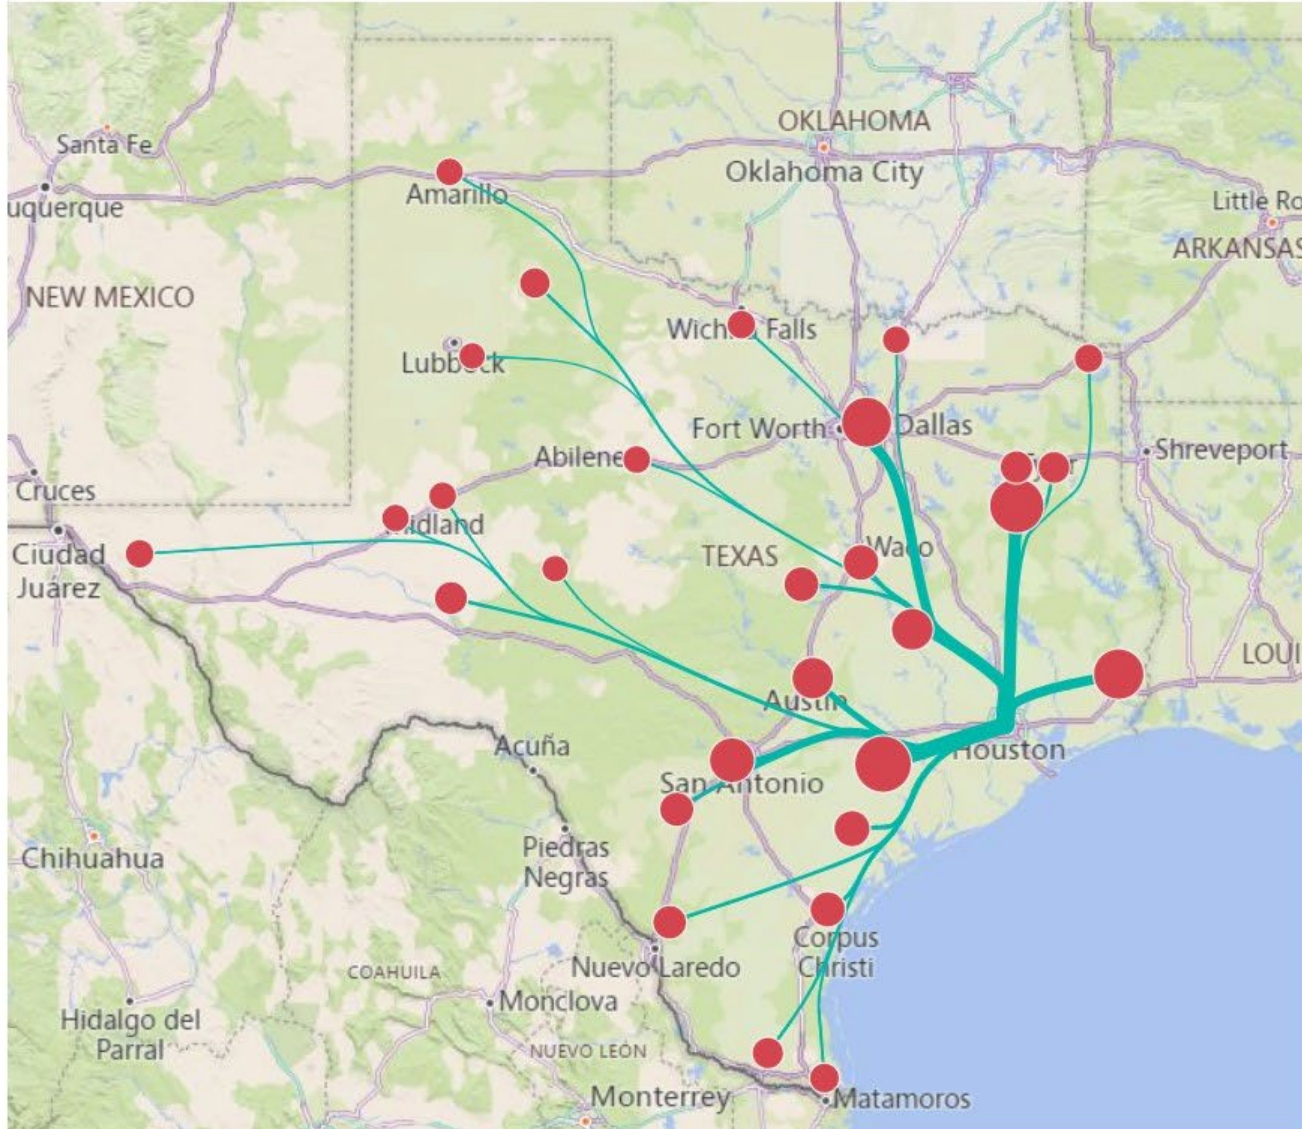 OKLAHOMA
Santa Fe
Oklahoma City
Amarillo
uquerque
Little Ro
ARKANSAS
NEW MEXICO
Wich Falls
Lubbock
Fort Worth
Dallas
Abilene
Shreveport
Cruces
idland
Ciudad
Juárez
TEXAS
Waco
LOUI
Austin
Acuña
Houston
San Antonio
Chihuahua
Piedras
Negras
Corpus
Christi
COAHUILA
Nuevo Laredo
Monclova
Hidalgo del
Parral
NUEVO LEÓN
Monterrey
Matamoros